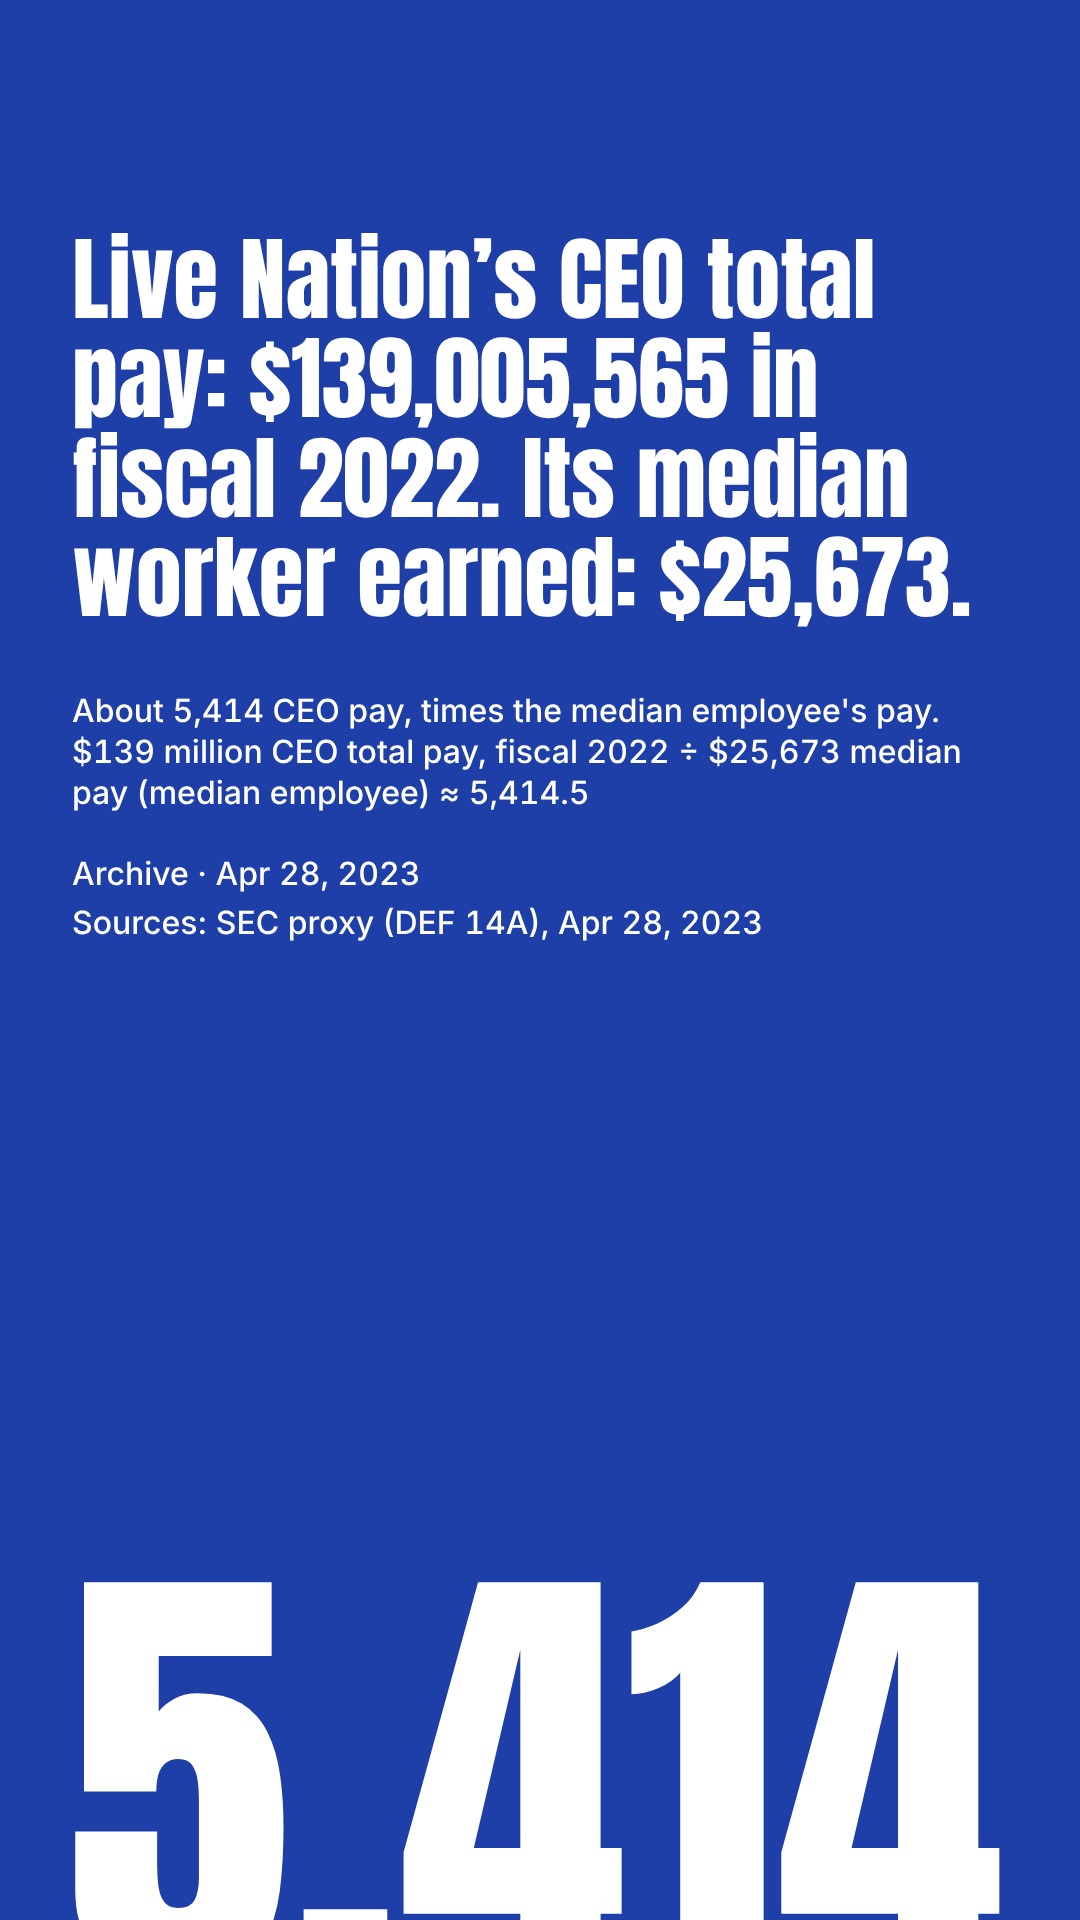 Live Nation’s CEO total
pay: $139,005,565 in
fiscal 2022. Its median
worker earned: $25,673.
About 5,414 CEO pay, times the median employee's pay.
$139 million CEO total pay, fiscal 2022 ÷ $25,673 median
pay (median employee) ≈ 5,414.5
Archive · Apr 28, 2023
Sources: SEC proxy (DEF 14A), Apr 28, 2023
5,414